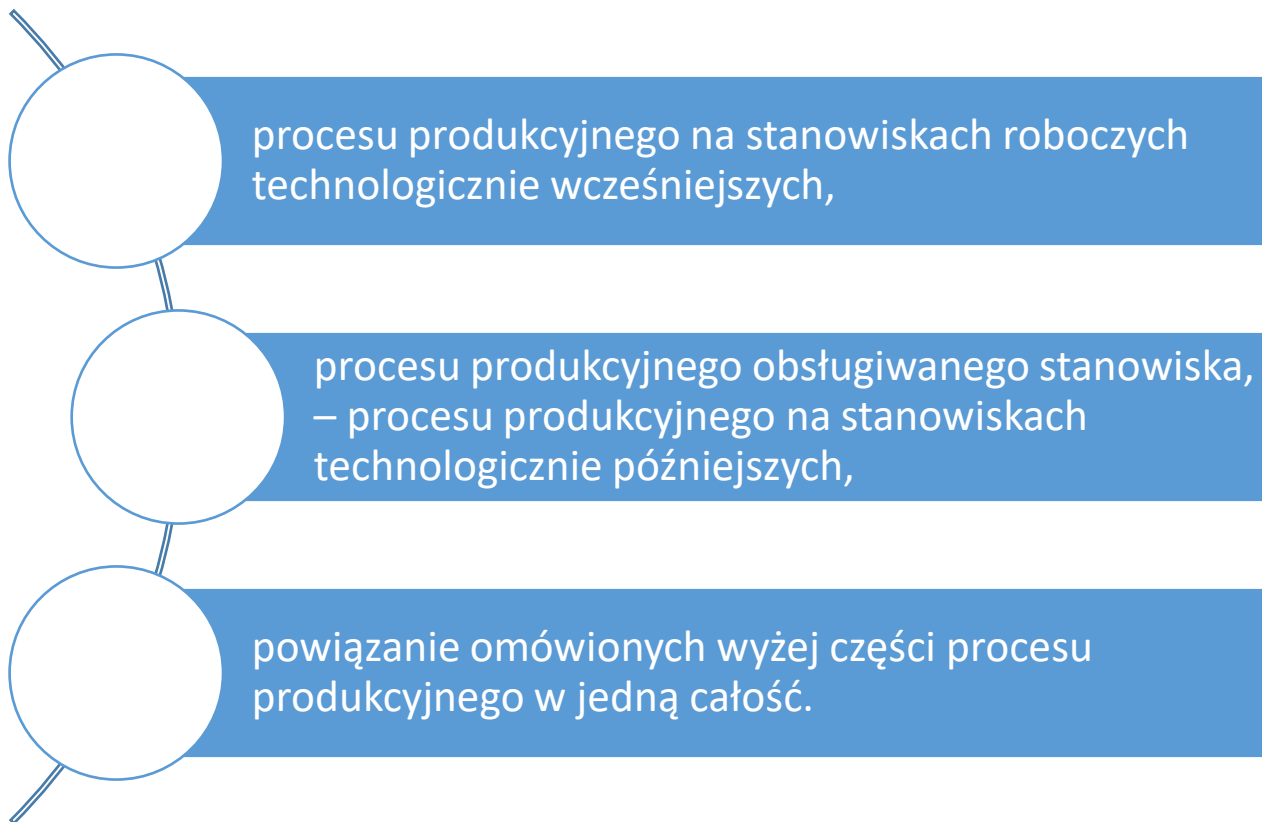 procesu produkcyjnego na stanowiskach roboczych
technologicznie wcześniejszych,
procesu produkcyjnego obsługiwanego stanowiska,
– procesu produkcyjnego na stanowiskach
technologicznie późniejszych,
powiązanie omówionych wyżej części procesu
produkcyjnego w jedną całość.